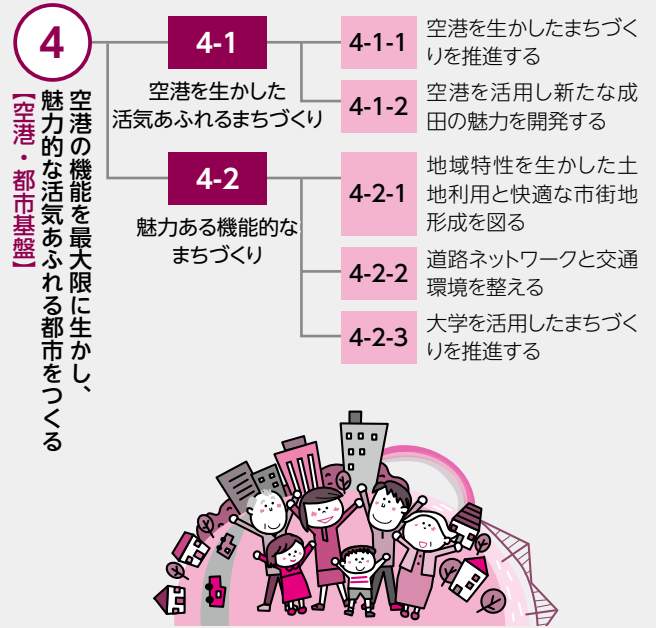 4
空港の機能を最大限に生かし、
魅力的な活気あふれる都市をつくる
【空港・都市基盤】
4-1
空港を生かした
活気あふれるまちづくり
4-1-1
空港を生かしたまちづく
りを推進する
4-1-2
空港を活用し新たな成
田の魅力を開発する
4-2
魅力ある機能的な
まちづくり
4-2-1
地域特性を生かした土
地利用と快適な市街地
形成を図る
4-2-2
道路ネットワークと交通
環境を整える
4-2-3
大学を活用したまちづく
りを推進する